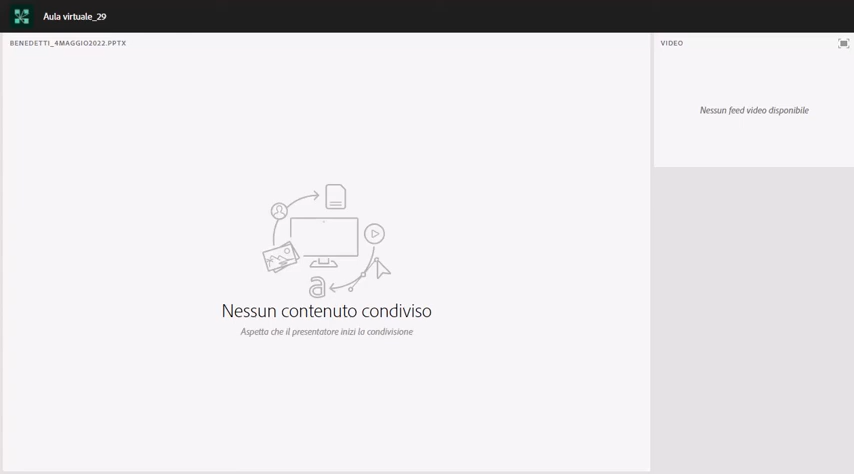 Aula virtuale_29
BENEDETTI_4MAGGIO2022.PPTX
VIDEO
Nessun feed video disponibile
a
Nessun contenuto condiviso
Aspetta che il presentatore inizi la condivisione